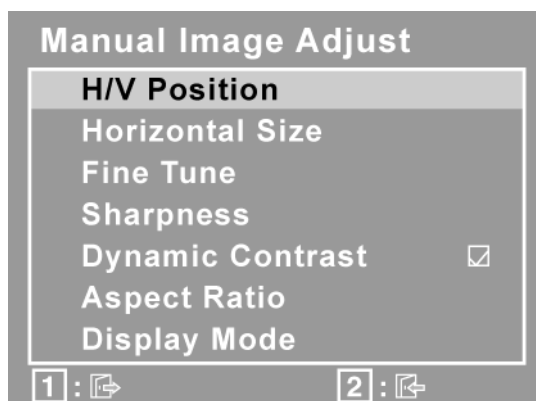 Manual Image Adjust
H/V Position
Horizontal Size
Fine Tune
Sharpness
Dynamic Contrast
Aspect Ratio
Display Mode
1 : 2 :